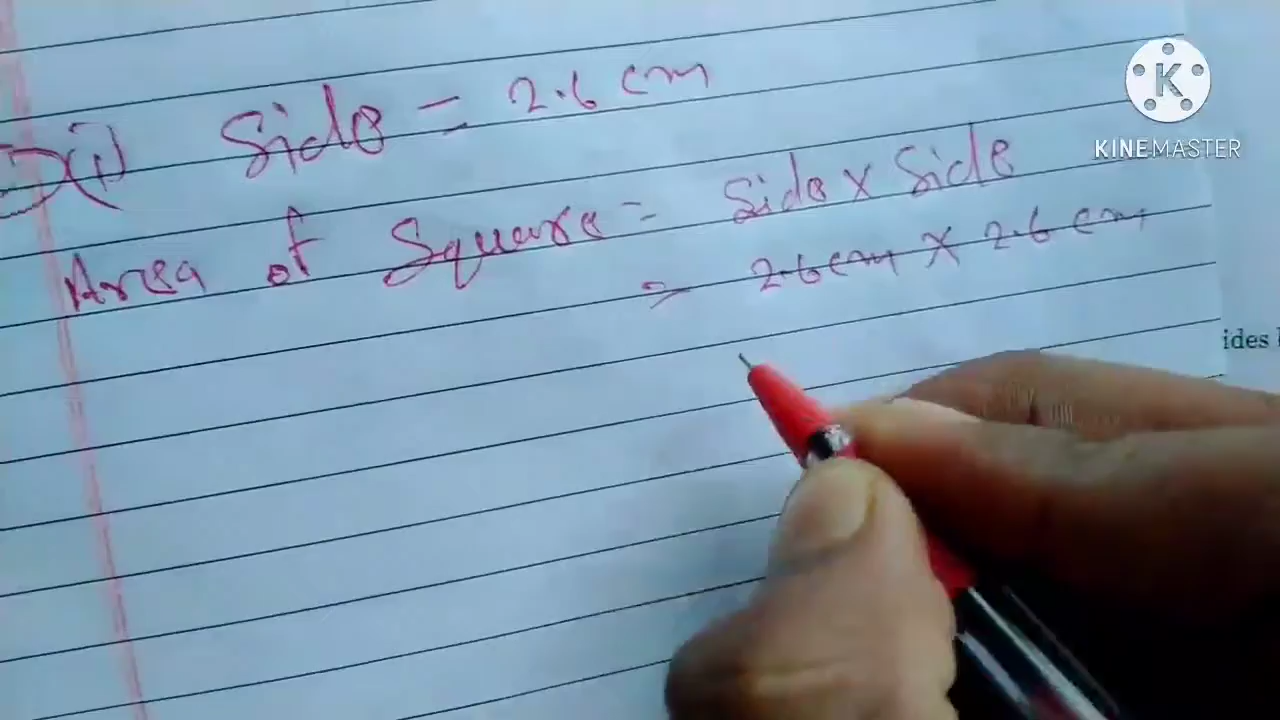 (i) Side = 2.6 cm
Area of Square = Side X Side
= 2.6 cm X 2.6 cm
ides
KINEMASTER